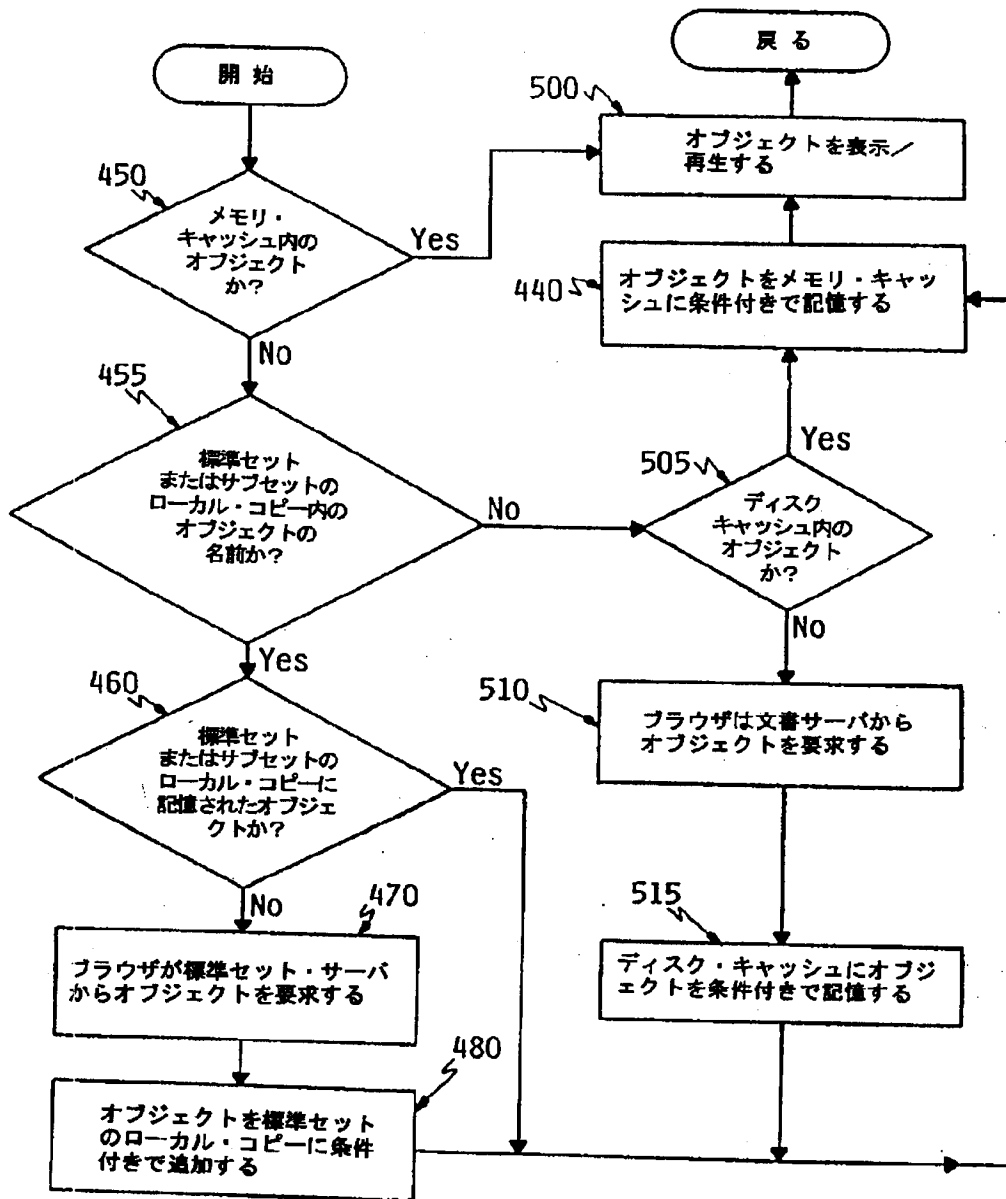 開始
450
メモリ・
キャッシュ内の
オブジェクト
か?
Yes
No
455
標準セット
またはサブセットの
ローカル・コピー内の
オブジェクトの
名前か?
No
Yes
460
標準セット
またはサブセットの
ローカル・コピーに
記憶されたオブジェ
クトか?
Yes
No
470
ブラウザが標準セット・サーバ
からオブジェクトを要求する
480
オブジェクトを標準セット
のローカル・コピーに条件
付きで追加する
戻る
500
オブジェクトを表示/
再生する
440
オブジェクトをメモリ・キャッ
シュに条件付きで記憶する
Yes
505
ディスク
キャッシュ内の
オブジェクト
か?
No
510
ブラウザは文書サーバから
オブジェクトを要求する
515
ディスク・キャッシュにオブジ
ェクトを条件付きで記憶する